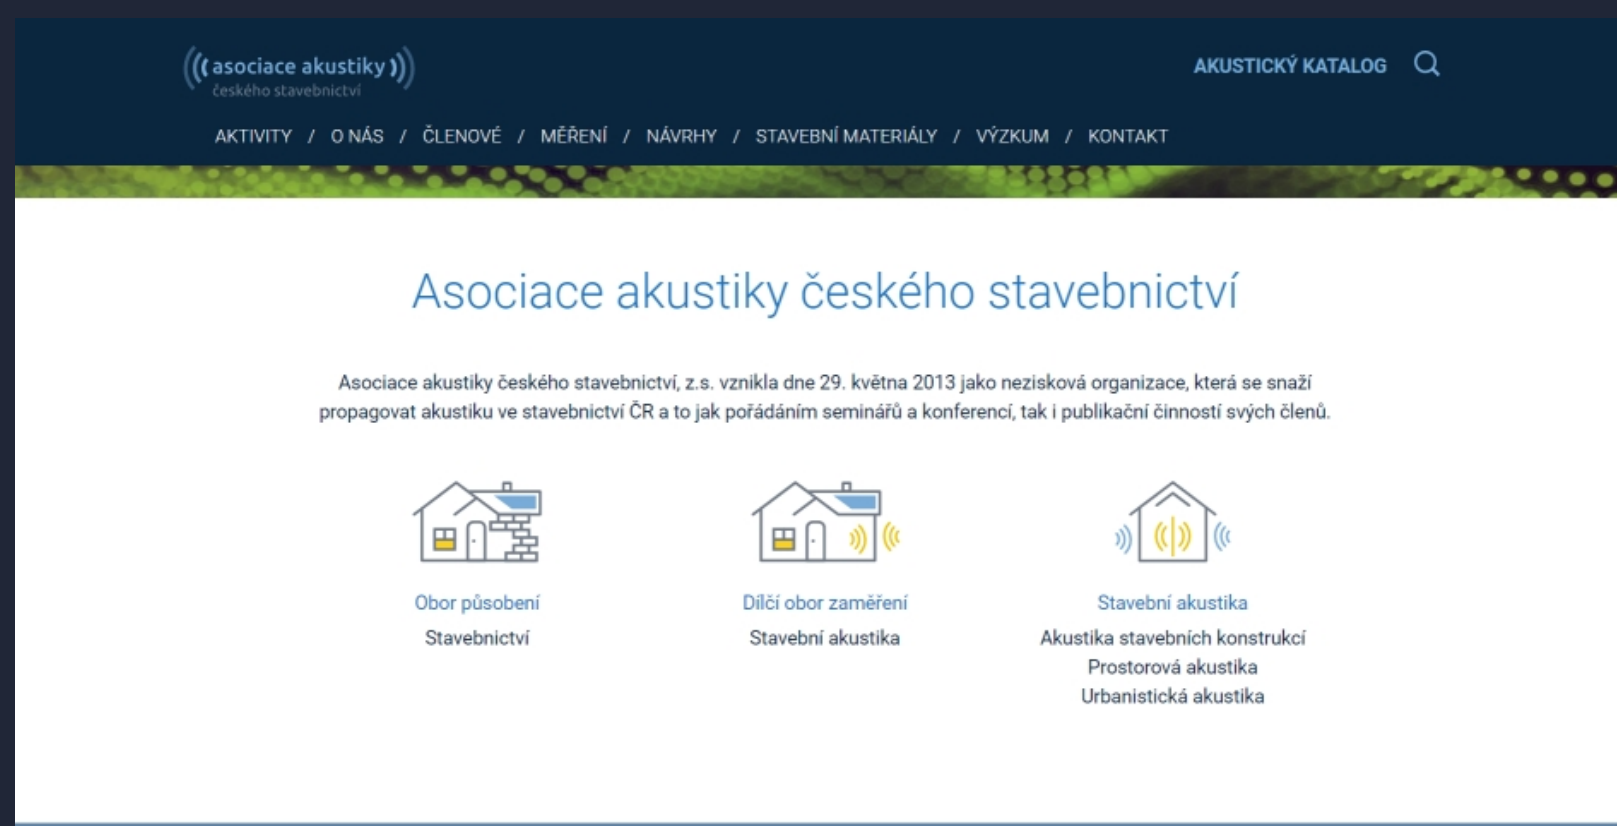 asociace akustiky
českého stavebnictví
AKUSTICKÝ KATALOG
AKTIVITY / O NÁS / ČLENOVÉ / MĚŘENÍ / NÁVRHY / STAVEBNÍ MATERIÁLY / VÝZKUM / KONTAKT
Asociace akustiky českého stavebnictví
Asociace akustiky českého stavebnictví, z.s. vznikla dne 29. května 2013 jako nezisková organizace, která se snaží
propagovat akustiku ve stavebnictví ČR a to jak pořádáním seminářů a konferencí, tak i publikační činností svých členů.
Obor působení
Stavebnictví
Dílčí obor zaměření
Stavební akustika
Stavební akustika
Akustika stavebních konstrukcí
Prostorová akustika
Urbanistická akustika